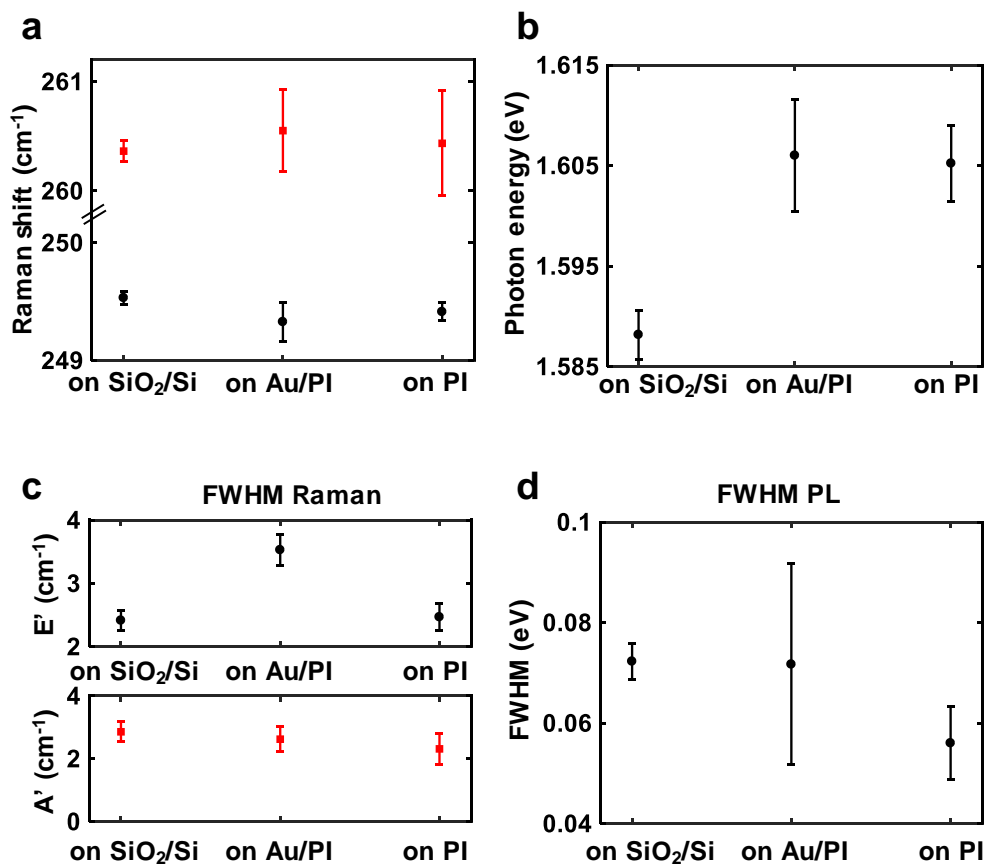 a
Raman shift (cm⁻¹)
261
260
250
249
on SiO₂/Si on Au/PI on PI
b
Photon energy (eV)
1.615
1.605
1.595
1.585
on SiO₂/Si on Au/PI on PI
c
FWHM Raman
E' (cm⁻¹)
4
3
2
on SiO₂/Si on Au/PI on PI
A' (cm⁻¹)
4
2
0
on SiO₂/Si on Au/PI on PI
d
FWHM PL
FWHM (eV)
0.1
0.08
0.06
0.04
on SiO₂/Si on Au/PI on PI